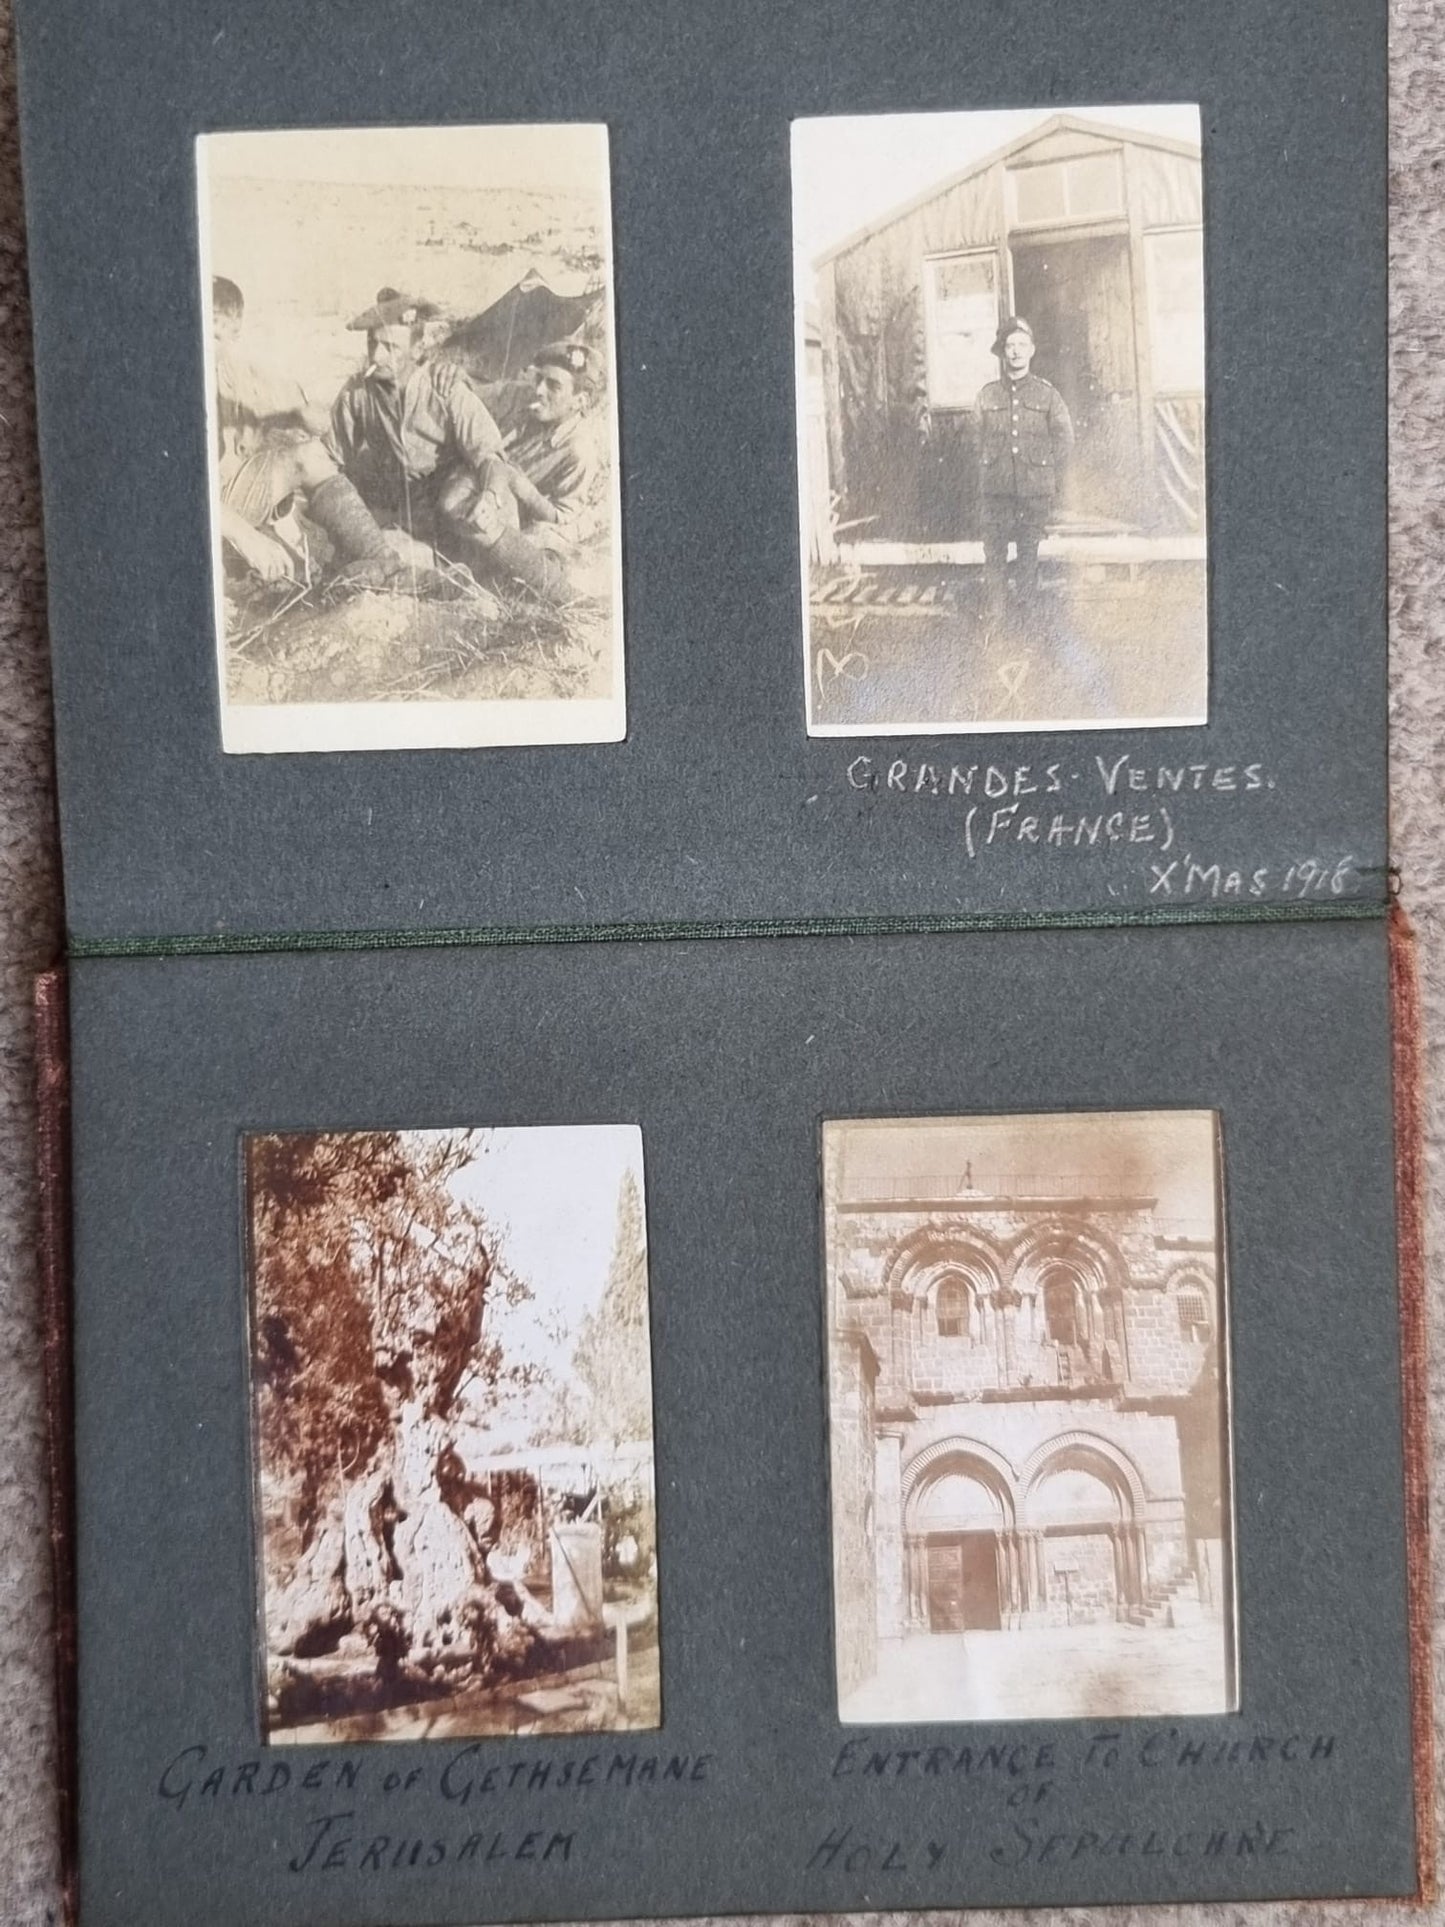 GRANDES-VENTES.
(FRANCE)
X'MAS 1918
GARDEN OF GETHSEMANE
JERUSALEM
ENTRANCE TO CHURCH
OF
HOLY SEPULCHRE